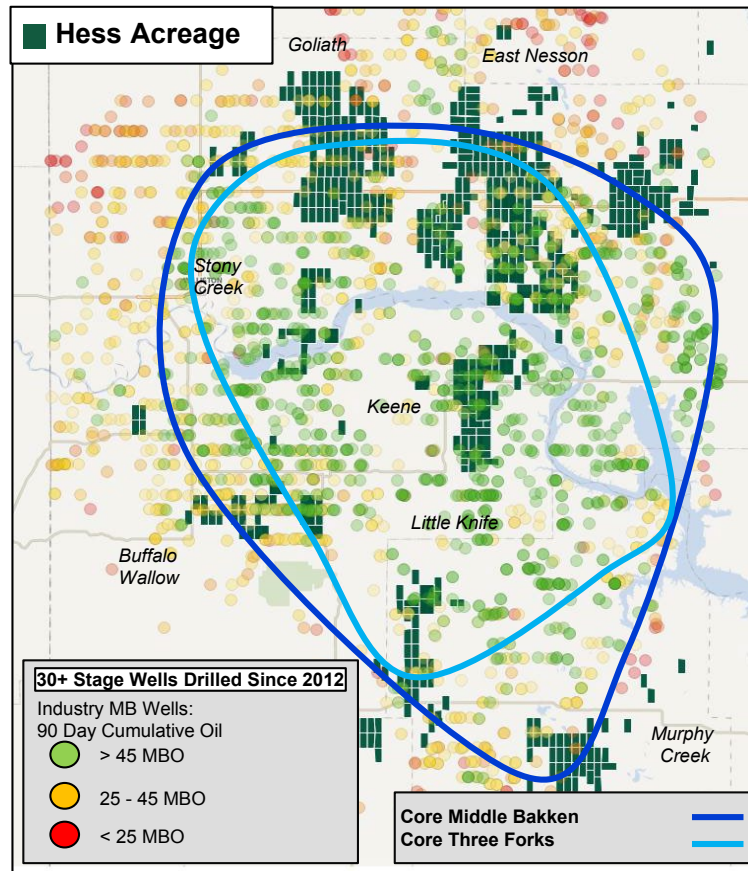 Hess Acreage
Goliath
East Nesson
Stony
Creek
Keene
Little Knife
Buffalo
Wallow
Murphy
Creek
30+ Stage Wells Drilled Since 2012
Industry MB Wells:
90 Day Cumulative Oil
> 45 MBO
25 - 45 MBO
< 25 MBO
Core Middle Bakken
Core Three Forks